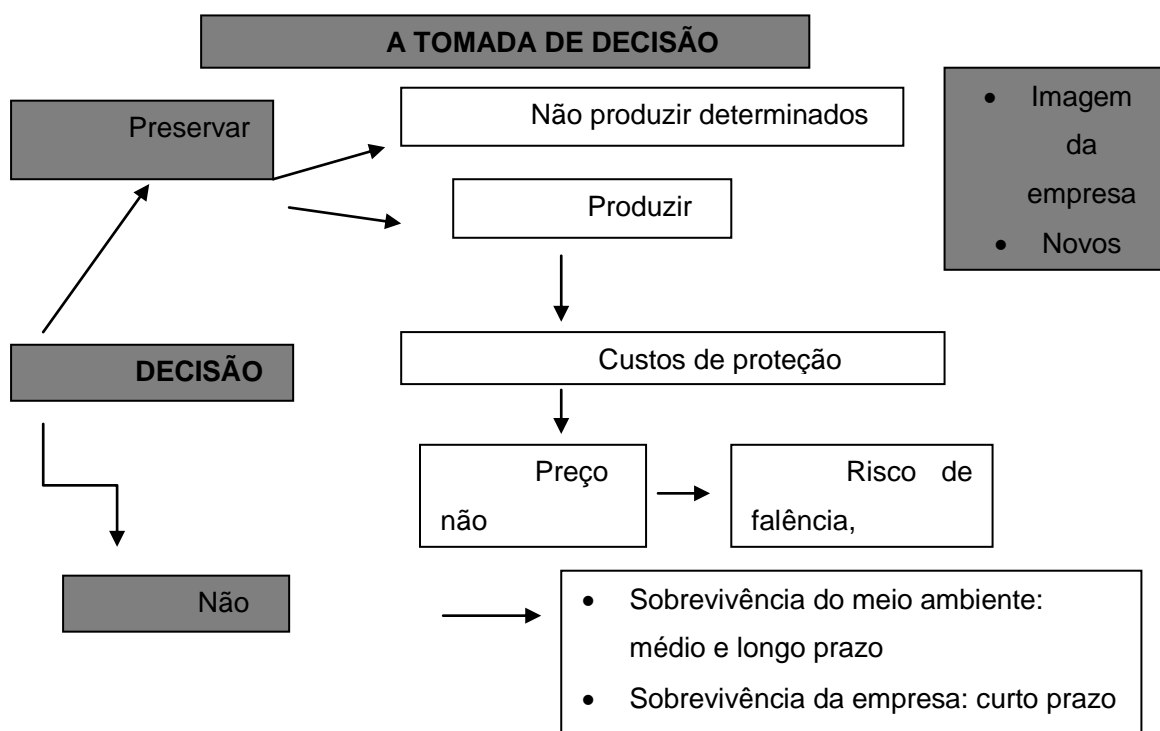 A TOMADA DE DECISÃO
Preservar
Não produzir determinados
• Imagem
da
empresa
• Novos
Produzir
DECISÃO
Custos de proteção
Preço
não
Risco de
falência,
Não
• Sobrevivência do meio ambiente:
médio e longo prazo
• Sobrevivência da empresa: curto prazo